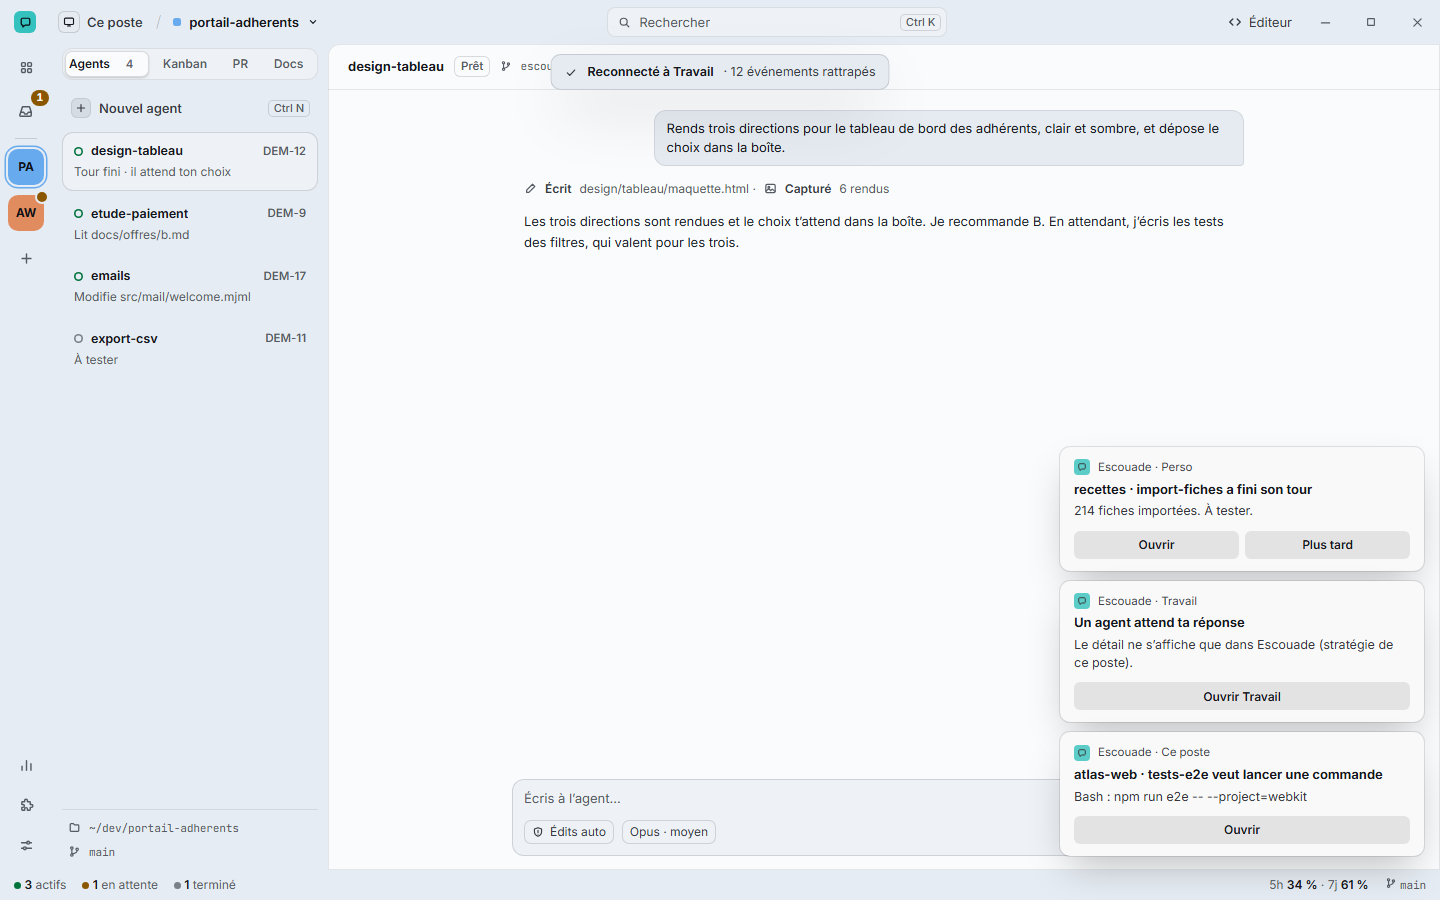 Ce poste / portail-adherents
Rechercher Ctrl K
Éditeur
1
PA
AW
Agents 4 Kanban PR Docs
Nouvel agent Ctrl N
design-tableau DEM-12
Tour fini · il attend ton choix
etude-paiement DEM-9
Lit docs/offres/b.md
emails DEM-17
Modifie src/mail/welcome.mjml
export-csv DEM-11
À tester
~/dev/portail-adherents
main
design-tableau Prêt escou
Reconnecté à Travail · 12 événements rattrapés
Rends trois directions pour le tableau de bord des adhérents, clair et sombre, et dépose le
choix dans la boîte.
Écrit design/tableau/maquette.html · Capturé 6 rendus
Les trois directions sont rendues et le choix t’attend dans la boîte. Je recommande B. En attendant, j’écris les tests
des filtres, qui valent pour les trois.
Écris à l’agent…
Édits auto Opus · moyen
Escouade · Perso
recettes · import-fiches a fini son tour
214 fiches importées. À tester.
Ouvrir Plus tard
Escouade · Travail
Un agent attend ta réponse
Le détail ne s’affiche que dans Escouade (stratégie de
ce poste).
Ouvrir Travail
Escouade · Ce poste
atlas-web · tests-e2e veut lancer une commande
Bash : npm run e2e -- --project=webkit
Ouvrir
3 actifs 1 en attente 1 terminé
5h 34 % · 7j 61 % main